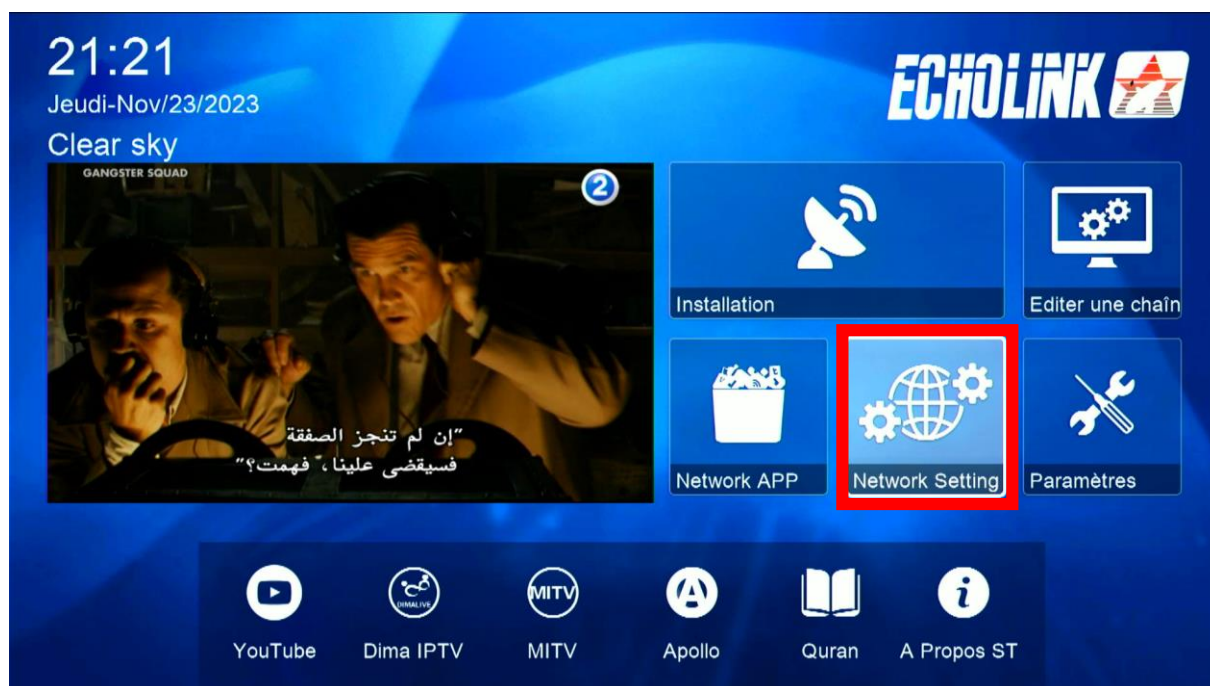 21:21
Jeudi-Nov/23/2023
Clear sky
ECHOLINK
GANGSTER SQUAD
2
"إن لم تنجز الصفقة
فسيقضى علينا، فهمت؟"
Installation
Editer une chaîn
Network APP
Network Setting
Paramètres
DIMALIVE
MITV
YouTube
Dima IPTV
MITV
Apollo
Quran
A Propos ST